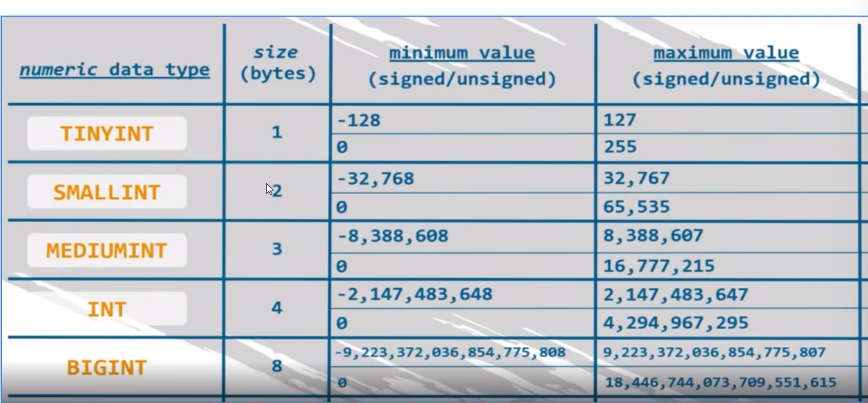 numeric data type size (bytes) minimum value (signed/unsigned) maximum value (signed/unsigned)
TINYINT 1 -128 127
0 255
SMALLINT 2 -32,768 32,767
0 65,535
MEDIUMINT 3 -8,388,608 8,388,607
0 16,777,215
INT 4 -2,147,483,648 2,147,483,647
0 4,294,967,295
BIGINT 8 -9,223,372,036,854,775,808 9,223,372,036,854,775,807
0 18,446,744,073,709,551,615